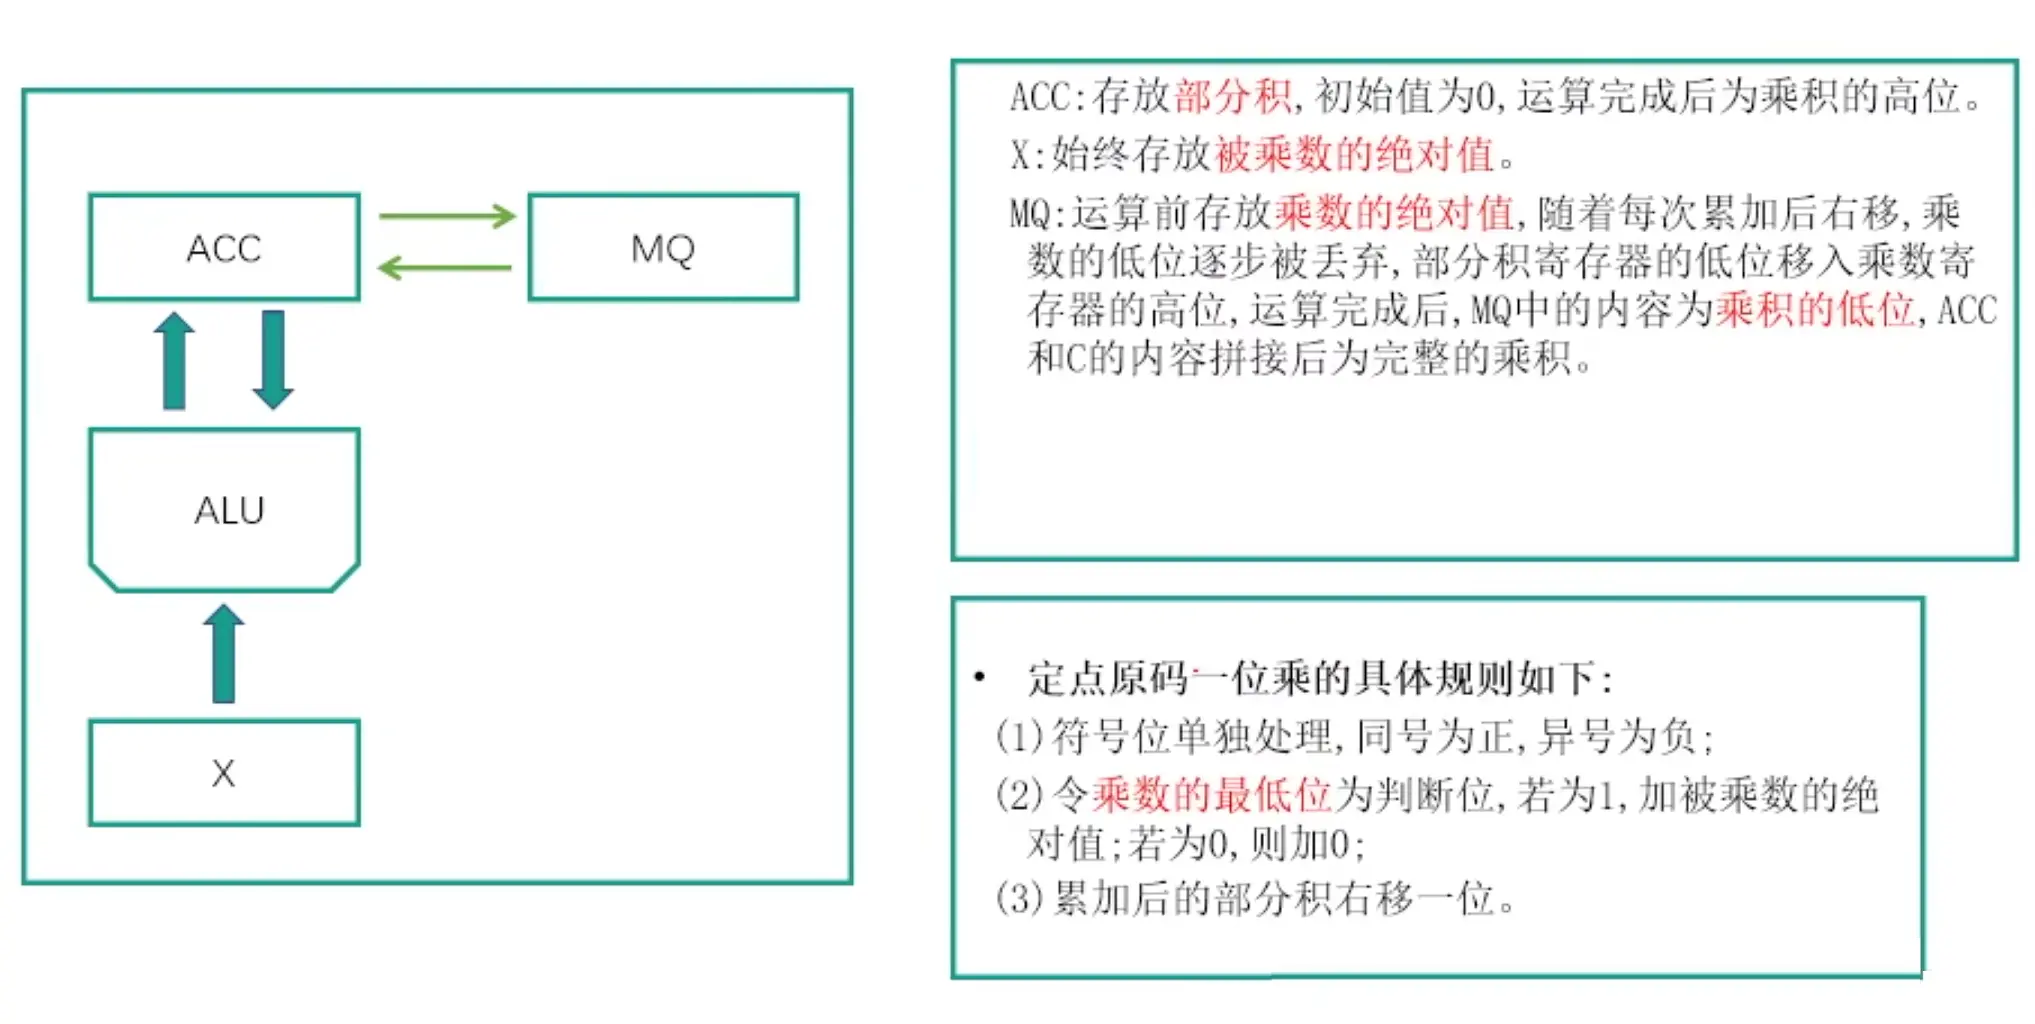 ACC
MQ
ALU
X
ACC:存放部分积,初始值为0,运算完成后为乘积的高位。
X:始终存放被乘数的绝对值。
MQ:运算前存放乘数的绝对值,随着每次累加后右移,乘
数的低位逐步被丢弃,部分积寄存器的低位移入乘数寄
存器的高位,运算完成后,MQ中的内容为乘积的低位,ACC
和C的内容拼接后为完整的乘积。
• 定点原码一位乘的具体规则如下:
(1)符号位单独处理,同号为正,异号为负;
(2)令乘数的最低位为判断位,若为1,加被乘数的绝
对值;若为0,则加0;
(3)累加后的部分积右移一位。